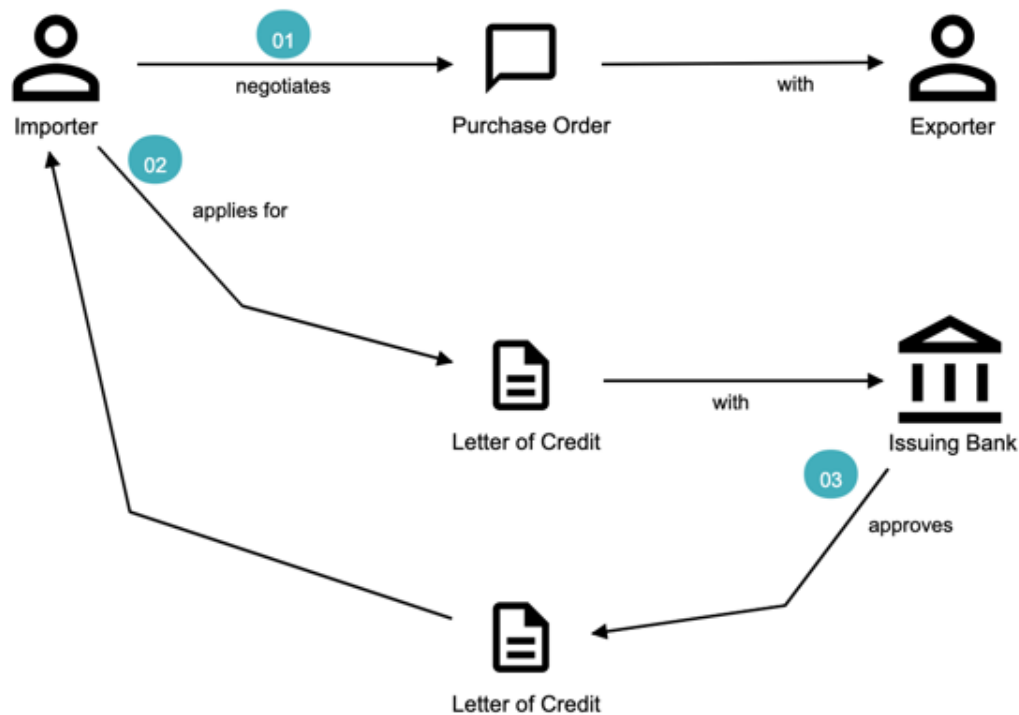 01
negotiates
with
Importer
Purchase Order
Exporter
02
applies for
with
Letter of Credit
Issuing Bank
03
approves
Letter of Credit